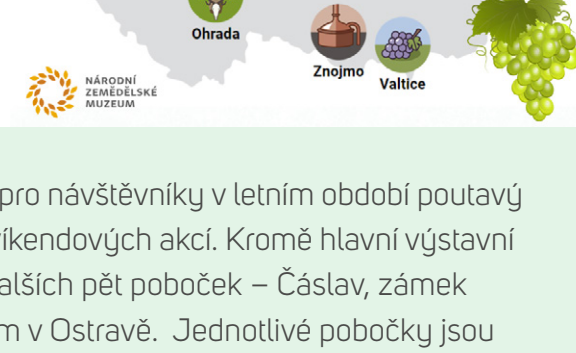 Ohrada
Znojmo
Valtice
NÁRODNÍ
ZEMĚDĚLSKÉ
MUZEUM
pro návštěvníky v letním období poutavý
víkendových akcí. Kromě hlavní výstavní
alších pět poboček – Čáslav, zámek
m v Ostravě. Jednotlivé pobočky jsou